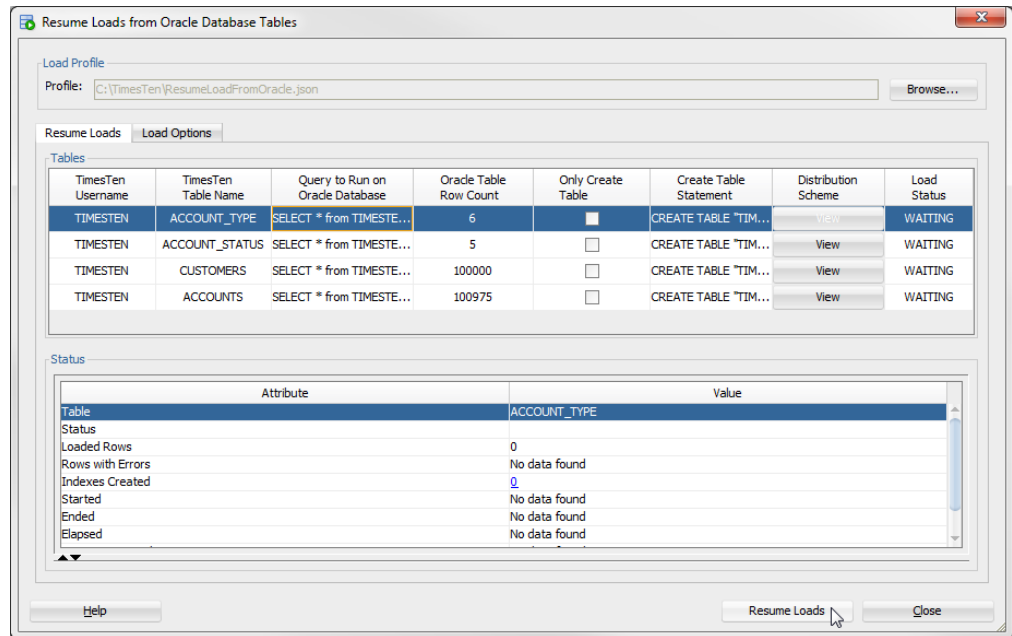 Resume Loads from Oracle Database Tables
Load Profile
Profile: C:\TimesTen\ResumeLoadFromOracle.json Browse...
Resume Loads Load Options
Tables
TimesTen Username TimesTen Table Name Query to Run on Oracle Database Oracle Table Row Count Only Create Table Create Table Statement Distribution Scheme Load Status
TIMESTEN ACCOUNT_TYPE SELECT * from TIMESTE... 6 CREATE TABLE "TIM... View WAITING
TIMESTEN ACCOUNT_STATUS SELECT * from TIMESTE... 5 CREATE TABLE "TIM... View WAITING
TIMESTEN CUSTOMERS SELECT * from TIMESTE... 100000 CREATE TABLE "TIM... View WAITING
TIMESTEN ACCOUNTS SELECT * from TIMESTE... 100975 CREATE TABLE "TIM... View WAITING
Status
Attribute Value
Table ACCOUNT_TYPE
Status
Loaded Rows 0
Rows with Errors No data found
Indexes Created 0
Started No data found
Ended No data found
Elapsed No data found
Help Resume Loads Close